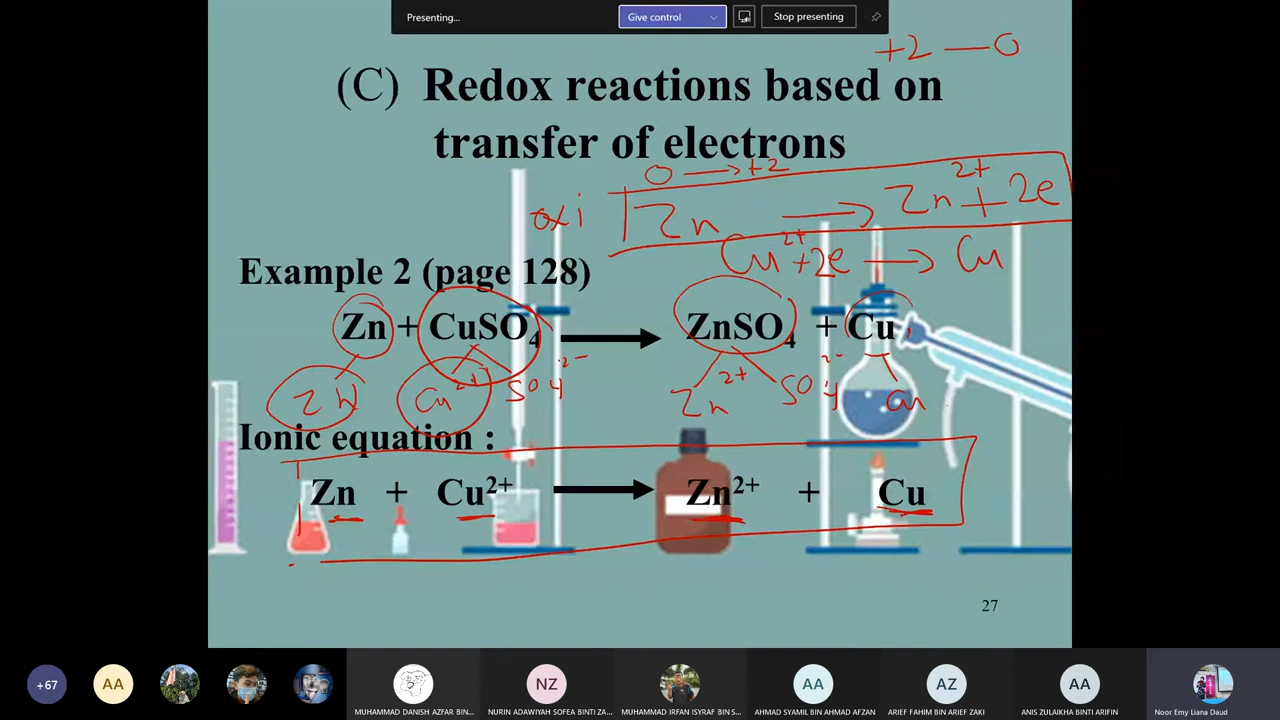 Presenting...
Give control
Stop presenting
+2 — 0
(C) Redox reactions based on
transfer of electrons
0 → +2
Zn → Zn2+ + 2e
Cu2+ + 2e → Cu
Example 2 (page 128)
Zn + CuSO4 → ZnSO4 + Cu
Zn Cu2+ SO42- Zn2+ SO42- Cu
Ionic equation :
Zn + Cu2+ → Zn2+ + Cu
27
+67
AA
NZ
AA
AZ
AA
MUHAMMAD DANISH AZFAR BIN...
NURIN ADAWIYAH SOFEA BINTI ZA...
MUHAMMAD IRFAN ISYRAF BIN S...
AHMAD SYAMIL BIN AHMAD AFZAN
ARIEF FAHIM BIN ARIEF ZAKI
ANIS ZULAIKHA BINTI ARIFIN
Noor Emy Liana Daud